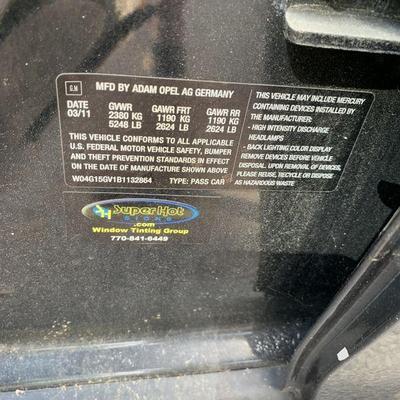 GM
MFD BY ADAM OPEL AG GERMANY
DATE GVWR GAWR FRT GAWR RR
03/11 2380 KG 1190 KG 1190 KG
5248 LB 2624 LB 2624 LB
THIS VEHICLE CONFORMS TO ALL APPLICABLE
U.S. FEDERAL MOTOR VEHICLE SAFETY, BUMPER
AND THEFT PREVENTION STANDARDS IN EFFECT
ON THE DATE OF MANUFACTURE SHOWN ABOVE
W04G15GV1B1132864 TYPE: PASS CAR
THIS VEHICLE MAY INCLUDE MERCURY
CONTAINING DEVICES INSTALLED BY
THE MANUFACTURER:
- HIGH INTENSITY DISCHARGE
HEADLAMPS
- BACK LIGHTING COLOR DISPLAY
REMOVE DEVICES BEFORE VEHICLE
DISPOSAL. UPON REMOVAL OF DEVICES
PLEASE REUSE, RECYCLE OR DISPOSE
AS HAZARDOUS WASTE
SH Super Hot
SIGNS
.com
Window Tinting Group
770-841-6449